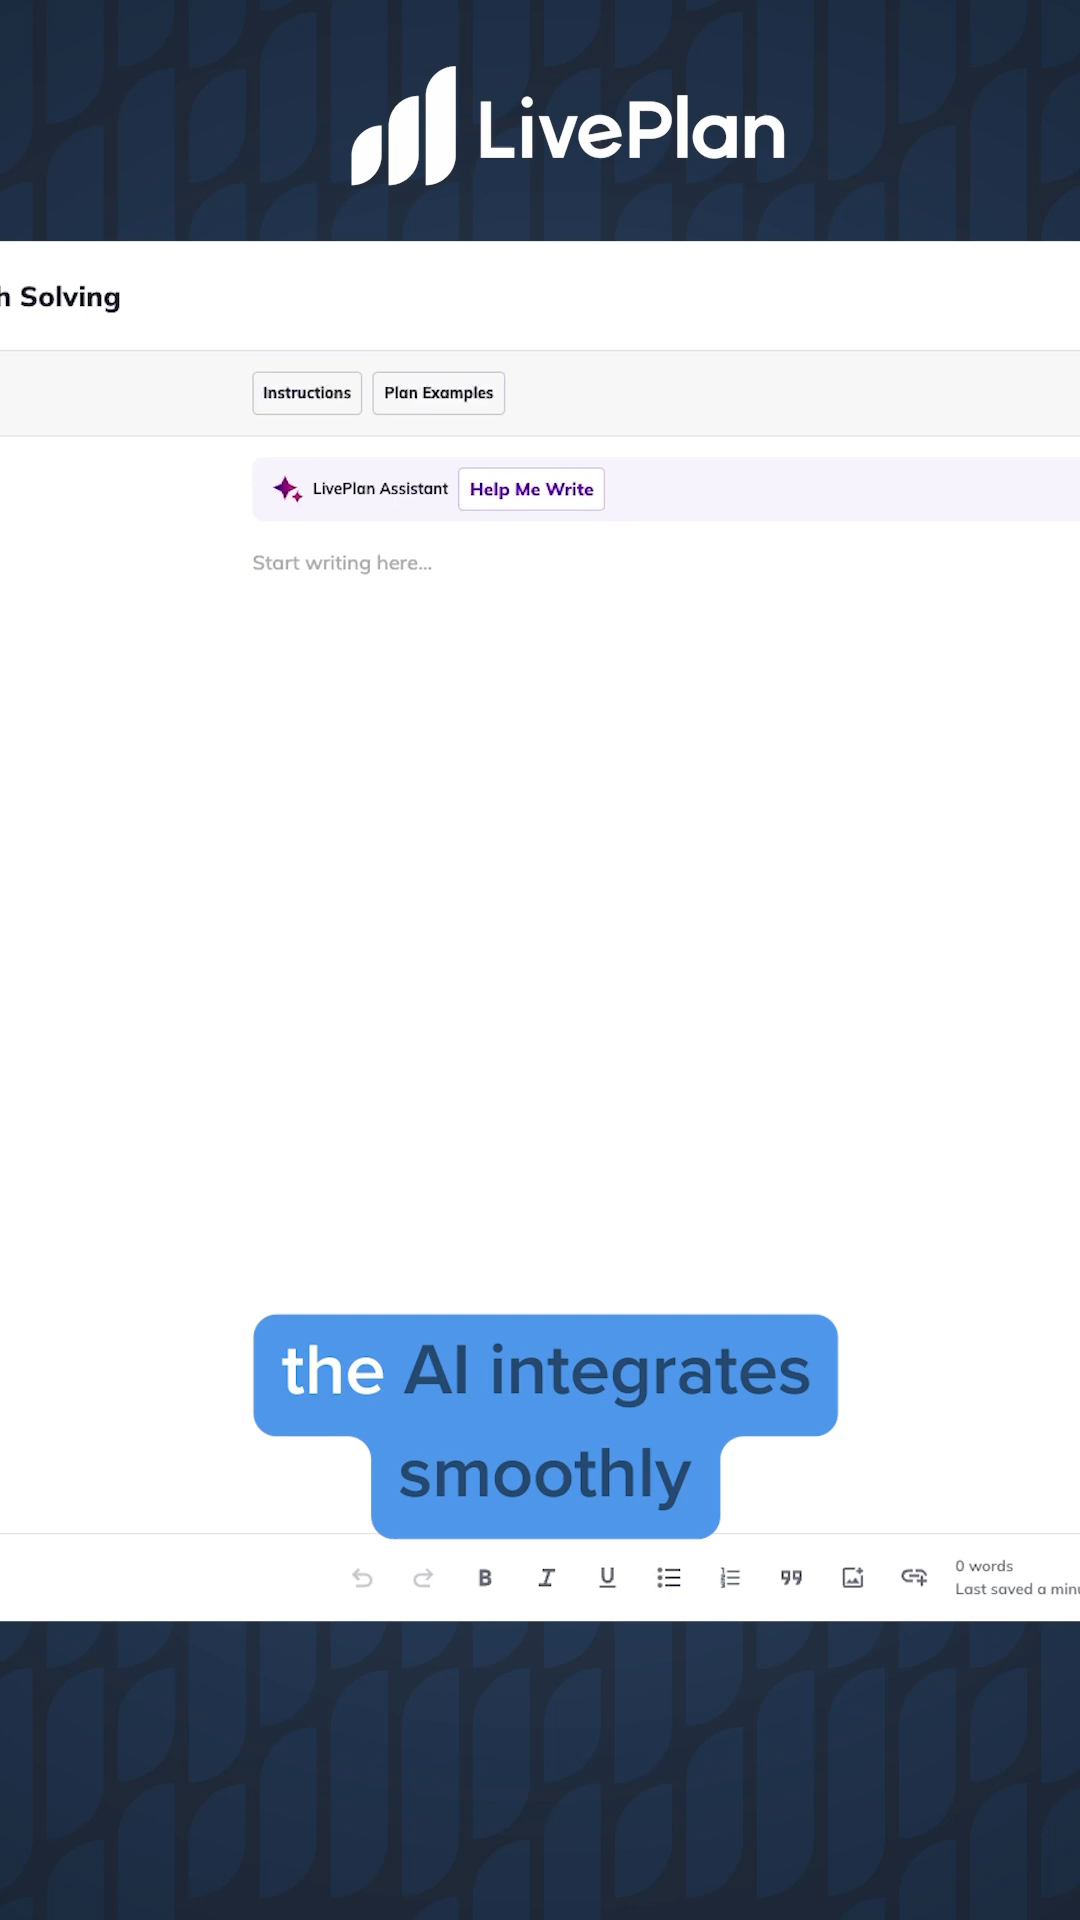 LivePlan
h Solving
Instructions
Plan Examples
LivePlan Assistant
Help Me Write
Start writing here...
the AI integrates
smoothly
0 words
Last saved a minu